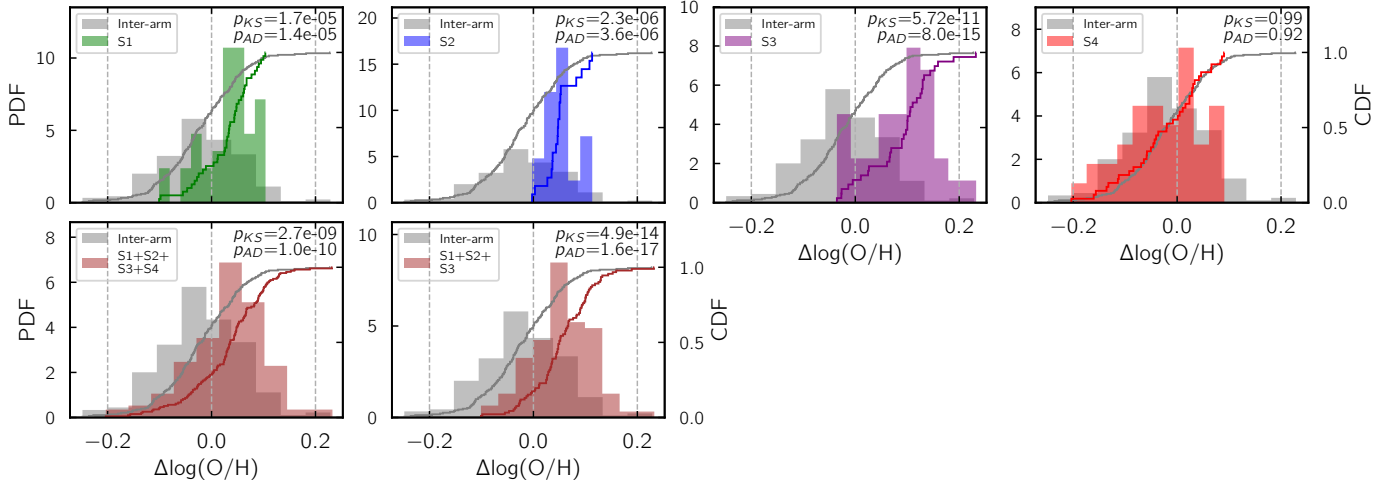 Inter-arm
S1
p_KS=1.7e-05
p_AD=1.4e-05
PDF
10
5
0
Inter-arm
S2
p_KS=2.3e-06
p_AD=3.6e-06
20
15
10
5
0
Inter-arm
S3
p_KS=5.72e-11
p_AD=8.0e-15
10
8
6
4
2
0
−0.2
0.0
0.2
Δlog(O/H)
Inter-arm
S4
p_KS=0.99
p_AD=0.92
8
6
4
2
0
1.0
0.5
0.0
CDF
−0.2
0.0
0.2
Δlog(O/H)
Inter-arm
S1+S2+
S3+S4
p_KS=2.7e-09
p_AD=1.0e-10
PDF
8
6
4
2
0
−0.2
0.0
0.2
Δlog(O/H)
Inter-arm
S1+S2+
S3
p_KS=4.9e-14
p_AD=1.6e-17
10
5
0
1.0
0.5
0.0
CDF
−0.2
0.0
0.2
Δlog(O/H)